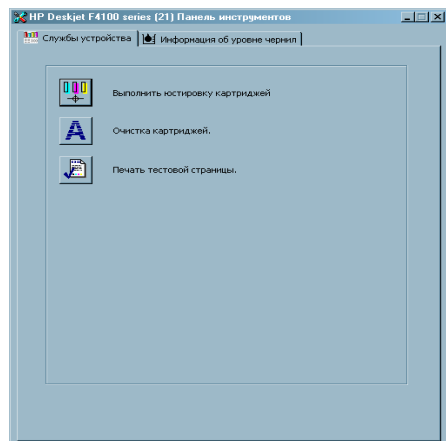 HP Deskjet F4100 series (21) Панель инструментов
Службы устройства Информация об уровне чернил
Выполнить юстировку картриджей
Очистка картриджей.
Печать тестовой страницы.